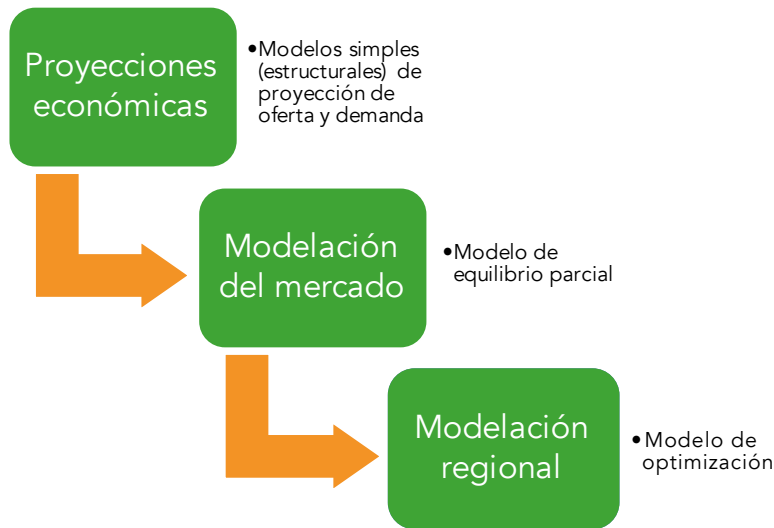 Proyecciones
económicas
•Modelos simples
(estructurales) de
proyección de
oferta y demanda
Modelación
del mercado
•Modelo de
equilibrio parcial
Modelación
regional
•Modelo de
optimización